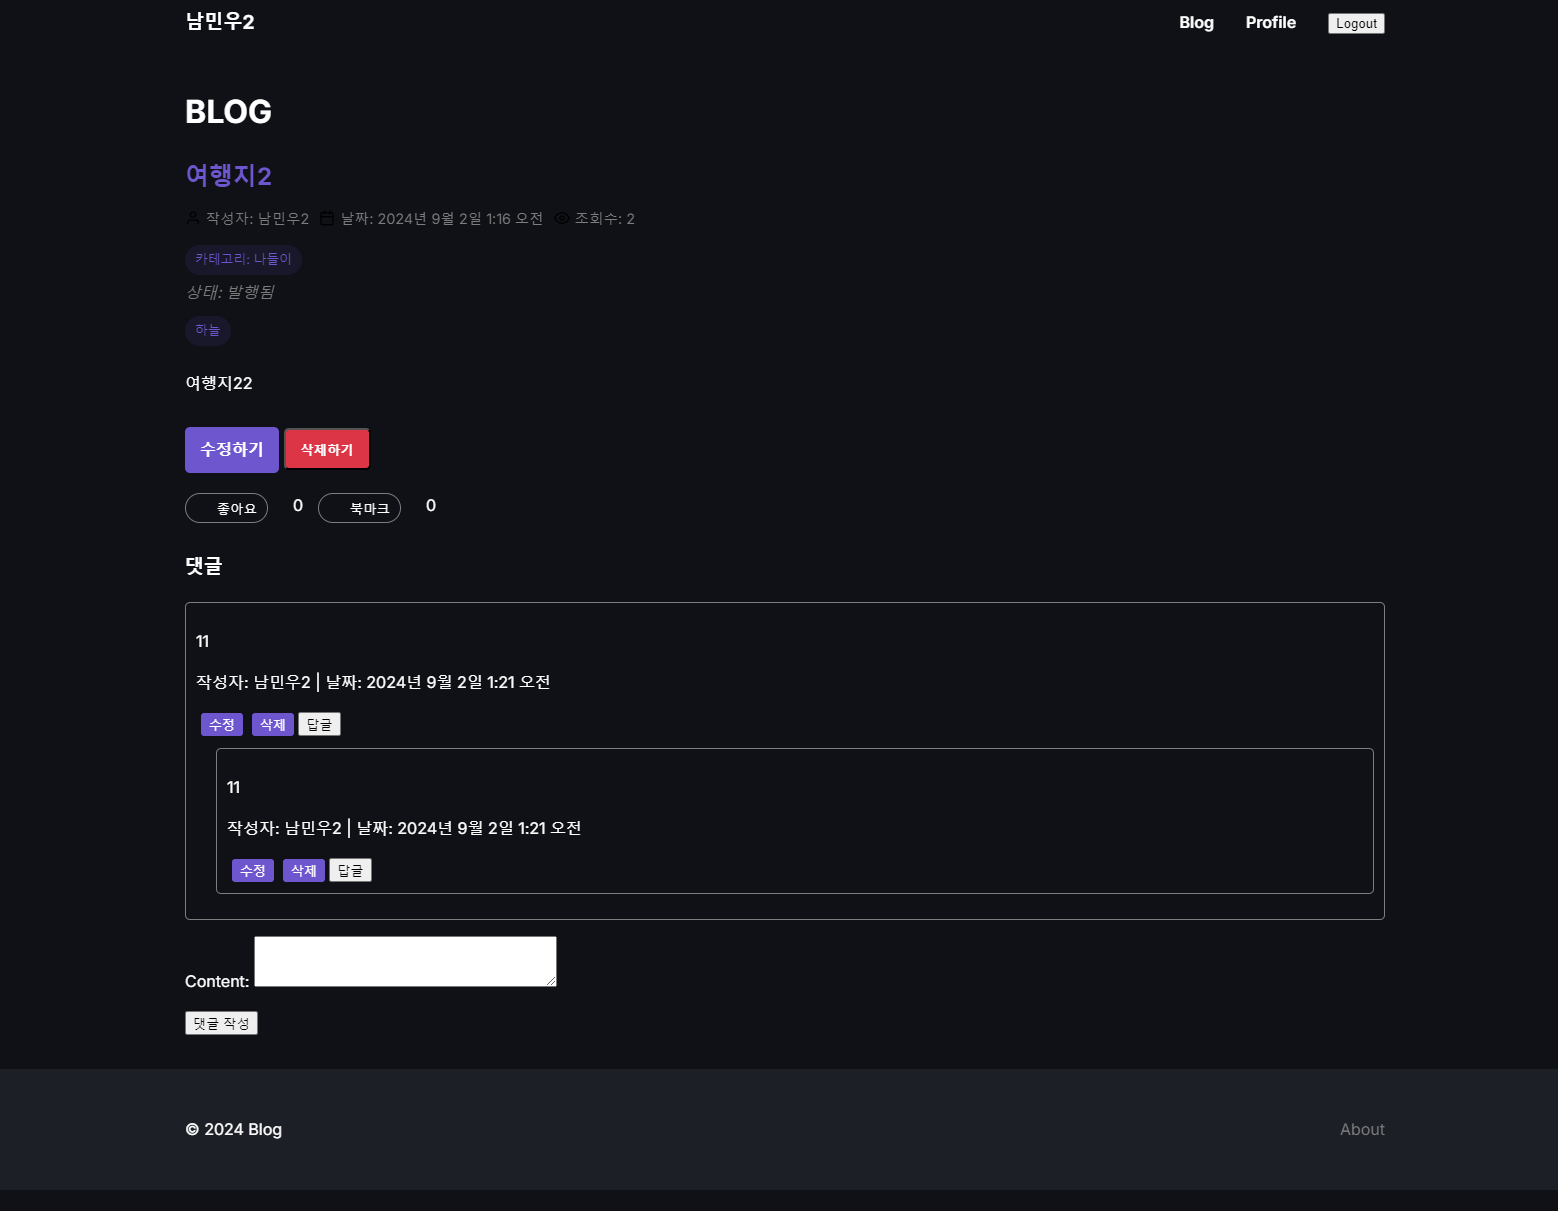 남민우2 Blog Profile Logout
BLOG
여행지2
작성자: 남민우2 날짜: 2024년 9월 2일 1:16 오전 조회수: 2
카테고리: 나들이
상태: 발행됨
하늘
여행지22
수정하기 삭제하기
좋아요 0 북마크 0
댓글
11
작성자: 남민우2 | 날짜: 2024년 9월 2일 1:21 오전
수정 삭제 답글
11
작성자: 남민우2 | 날짜: 2024년 9월 2일 1:21 오전
수정 삭제 답글
Content:
댓글 작성
© 2024 Blog About